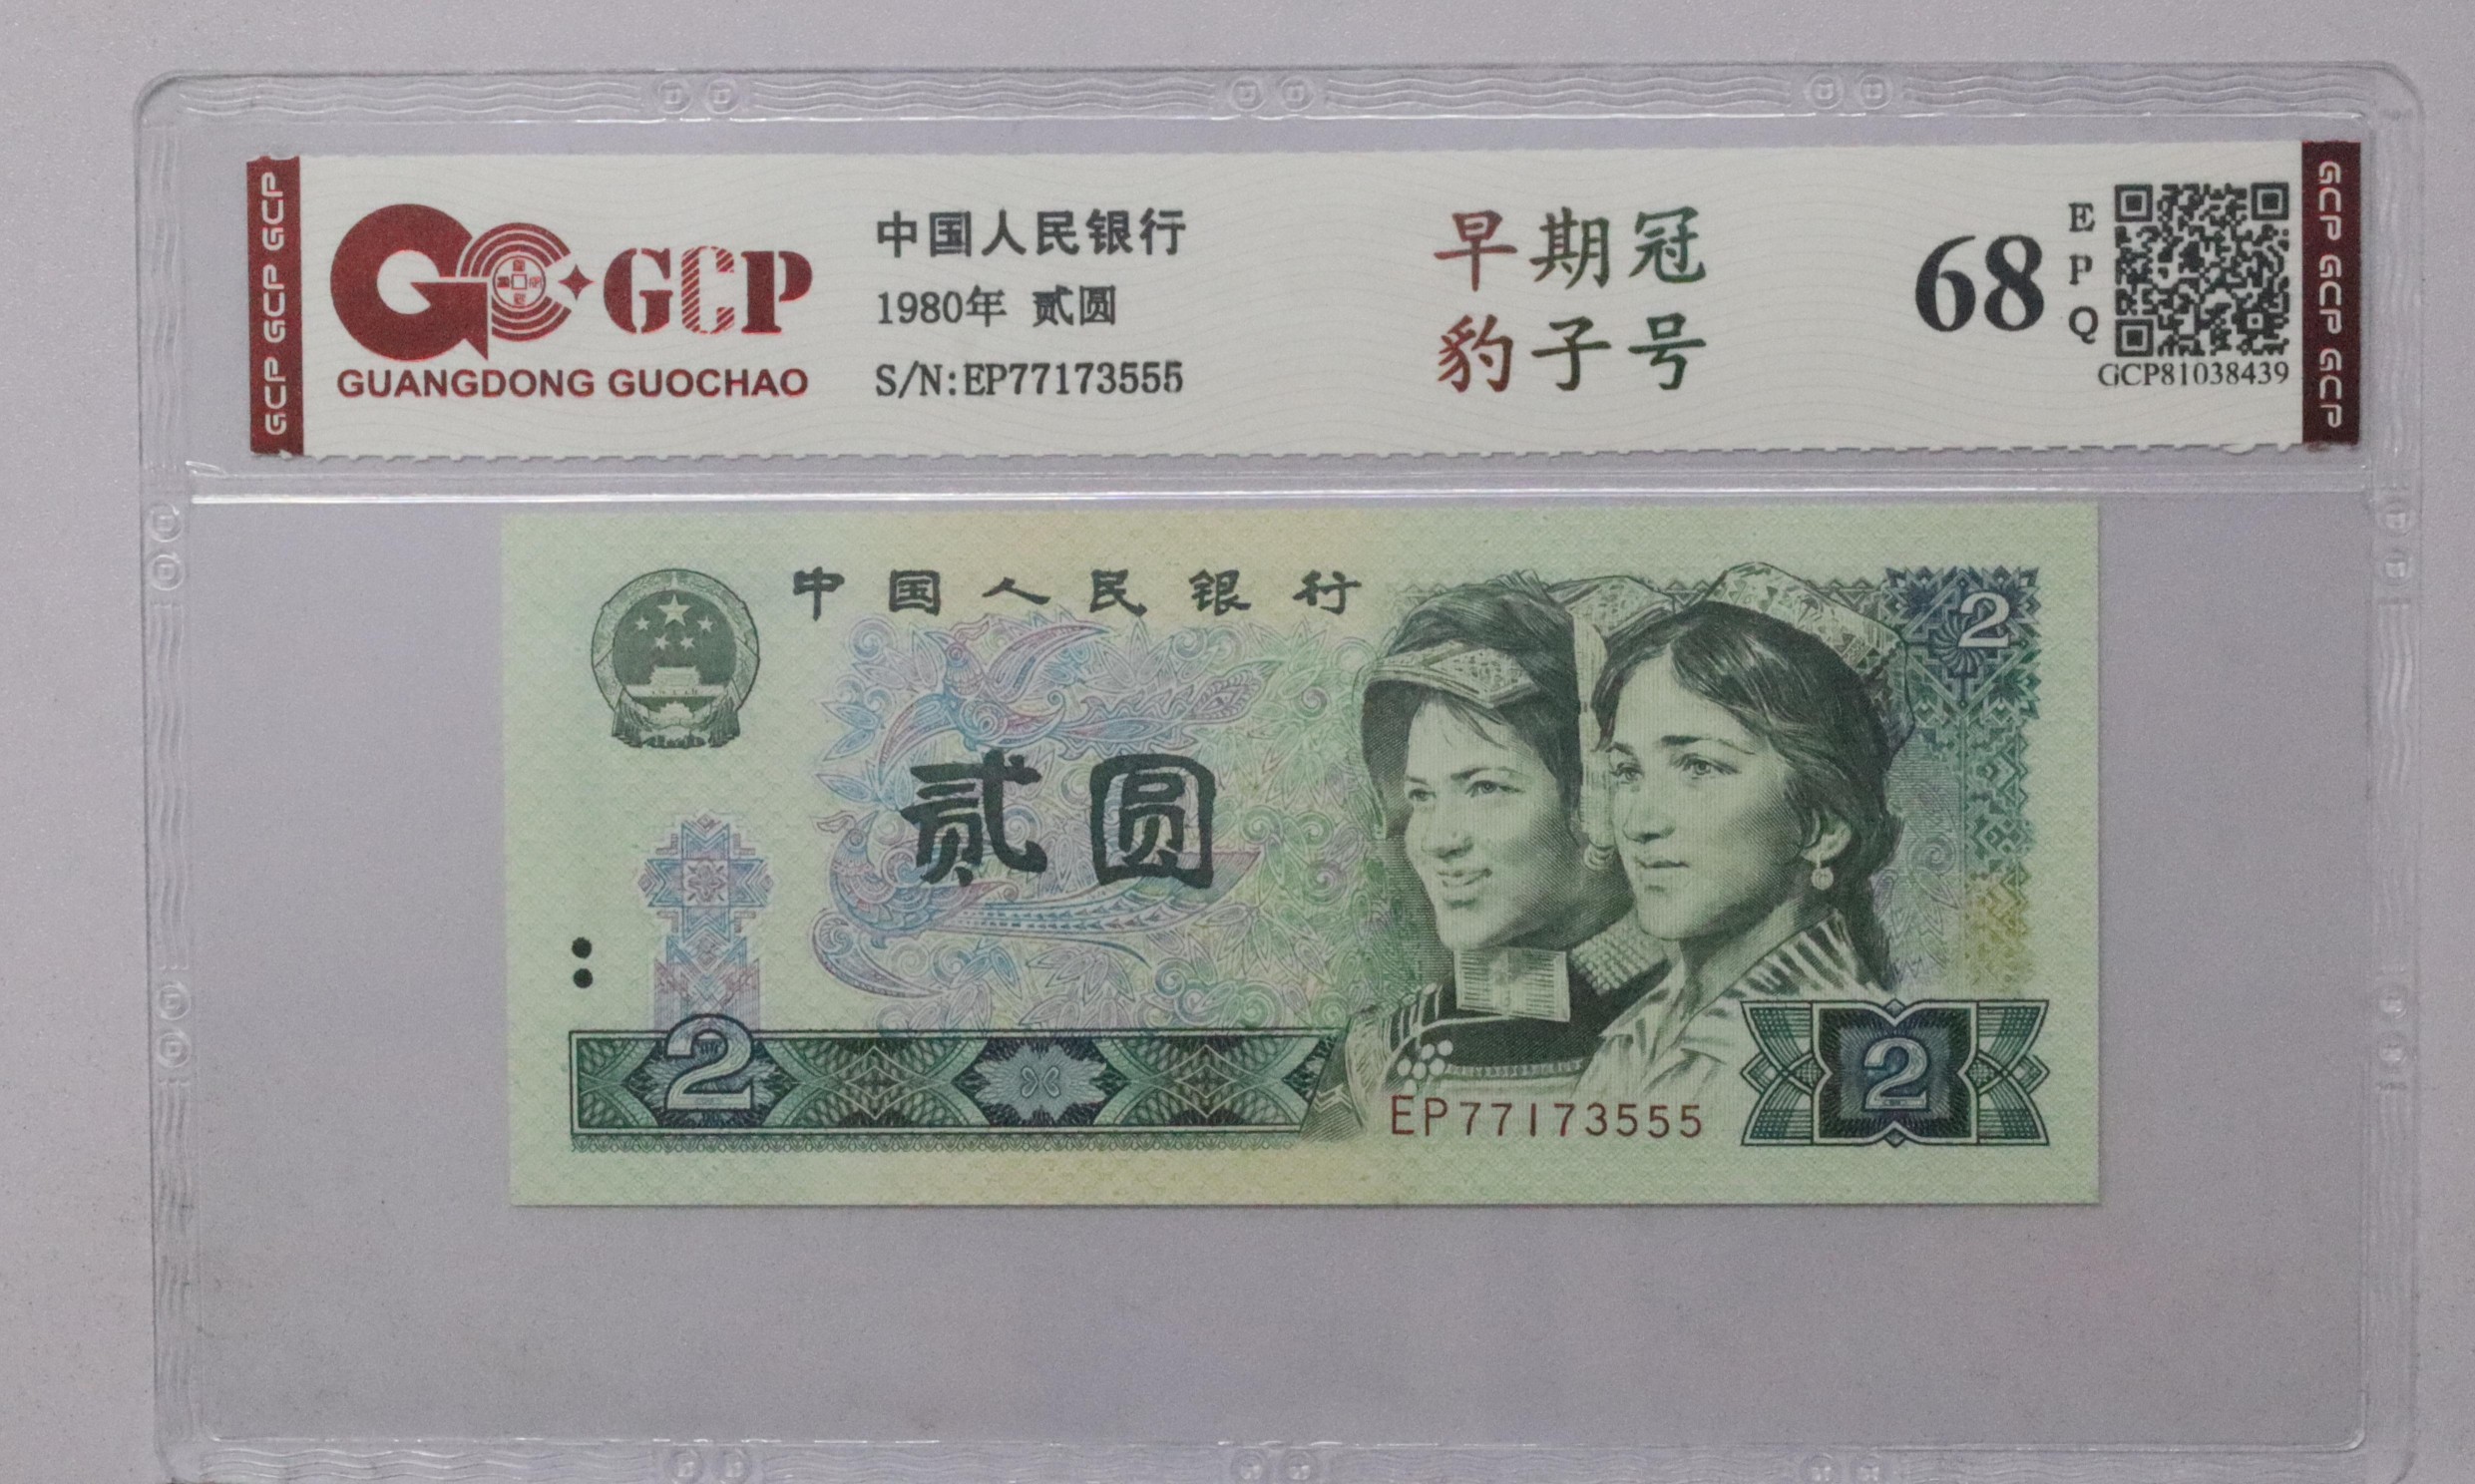 GCP GCP GCP
GCP
GUANGDONG GUOCHAO
中国人民银行
1980年 贰圆
S/N:EP77173555
早期冠
豹子号
68
E
P
Q
GCP81038439
GCP GCP GCP
中国人民银行
2
贰圆
2
EP77173555
2